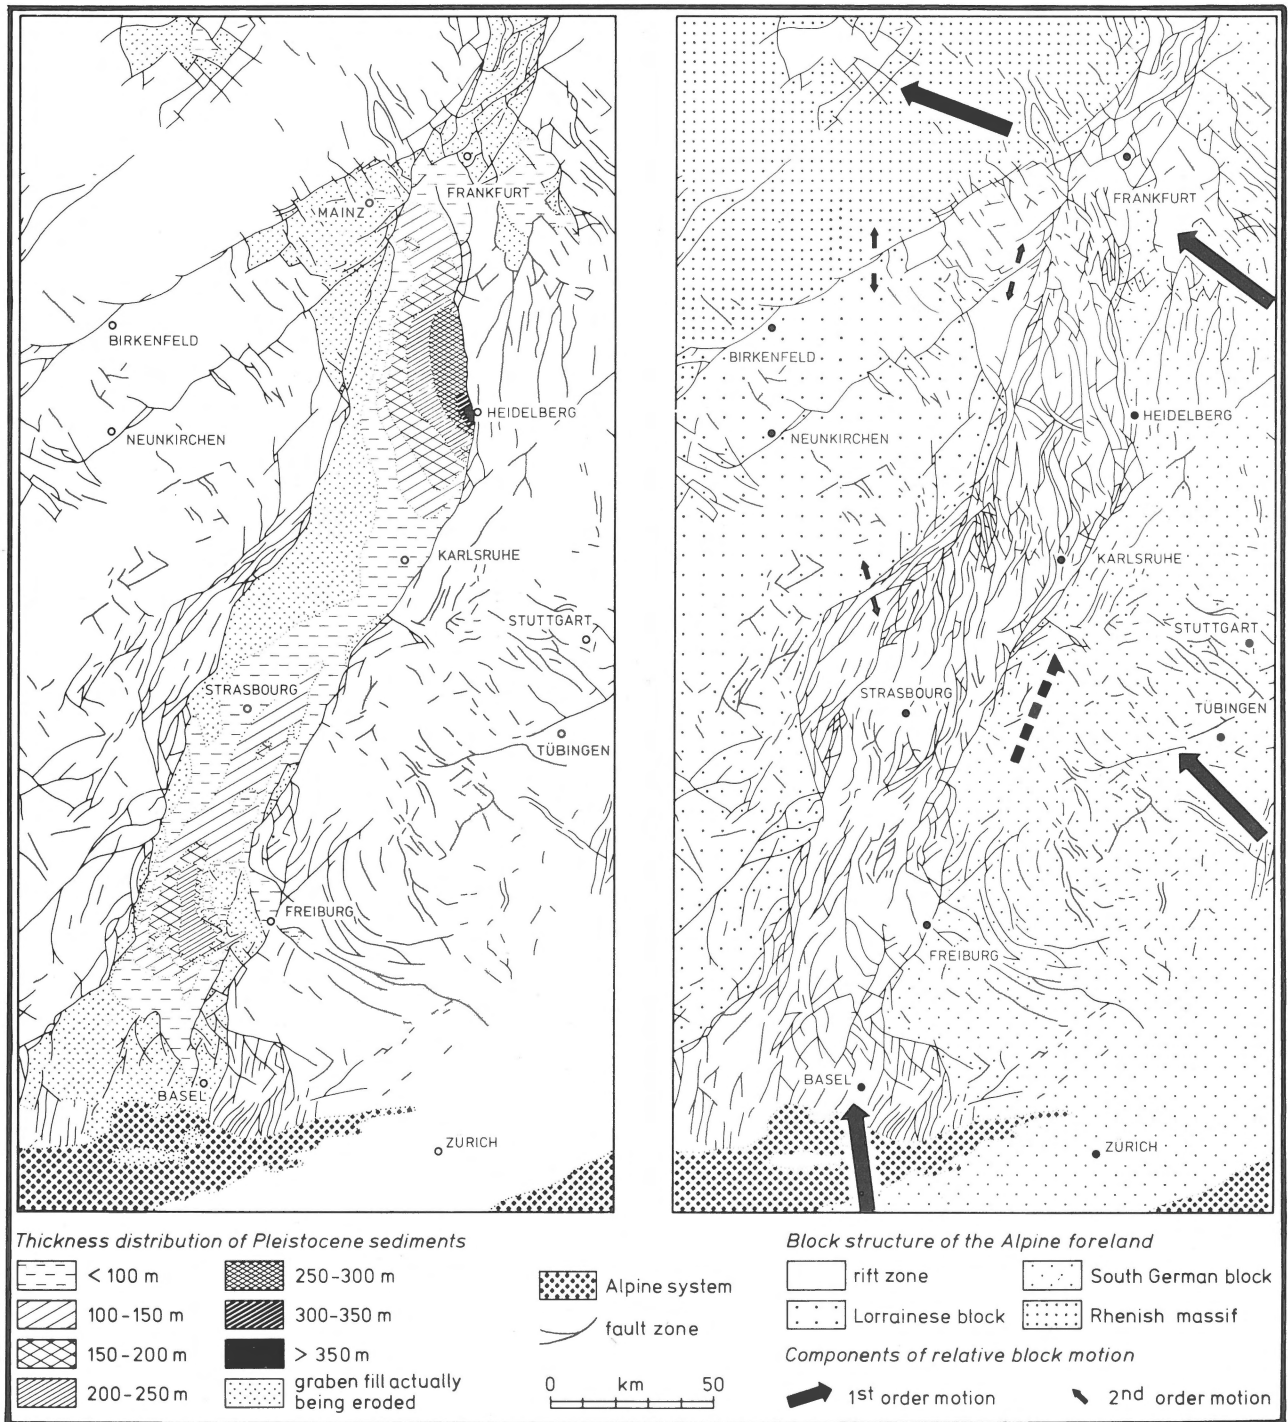 FRANKFURT
MAINZ
BIRKENFELD
HEIDELBERG
NEUNKIRCHEN
KARLSRUHE
STUTTGART
STRASBOURG
TÜBINGEN
FREIBURG
BASEL
ZURICH
FRANKFURT
BIRKENFELD
HEIDELBERG
NEUNKIRCHEN
KARLSRUHE
STUTTGART
STRASBOURG
TÜBINGEN
FREIBURG
BASEL
ZURICH
Thickness distribution of Pleistocene sediments
< 100 m
100-150 m
150-200 m
200-250 m
250-300 m
300-350 m
> 350 m
graben fill actually
being eroded
Alpine system
fault zone
0 km 50
Block structure of the Alpine foreland
rift zone
South German block
Lorrainese block
Rhenish massif
Components of relative block motion
1st order motion
2nd order motion